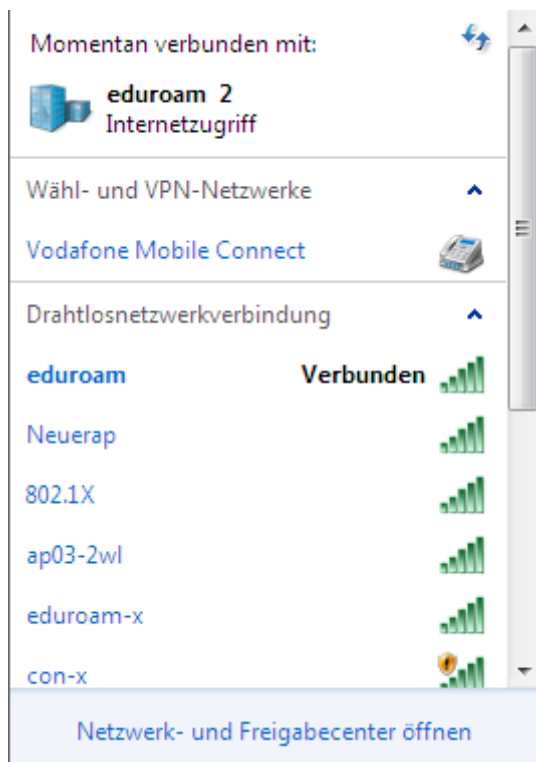 Momentan verbunden mit:
eduroam 2
Internetzugriff
Wähl- und VPN-Netzwerke
Vodafone Mobile Connect
Drahtlosnetzwerkverbindung
eduroam Verbunden
Neuerap
802.1X
ap03-2wl
eduroam-x
con-x
Netzwerk- und Freigabecenter öffnen